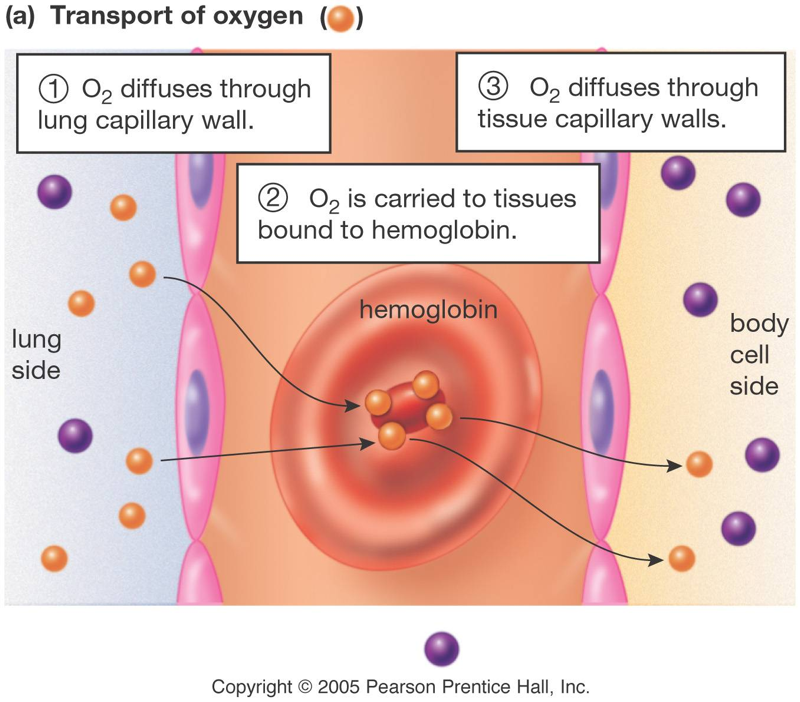 (a) Transport of oxygen ( )
① O₂ diffuses through
lung capillary wall.
③ O₂ diffuses through
tissue capillary walls.
② O₂ is carried to tissues
bound to hemoglobin.
hemoglobin
lung
side
body
cell
side
Copyright © 2005 Pearson Prentice Hall, Inc.